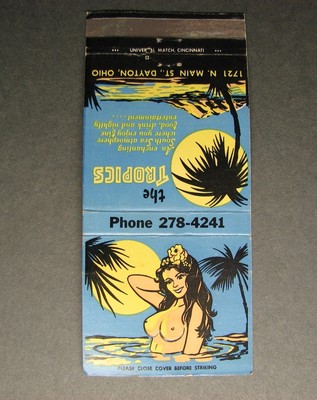 UNIVERSAL MATCH, CINCINNATI
1721 N. MAIN ST., DAYTON, OHIO
An enchanting
South Sea atmosphere
where you enjoy fine
food, drink and nightly
entertainment ....
the
TROPICS
Phone 278-4241
PLEASE CLOSE COVER BEFORE STRIKING